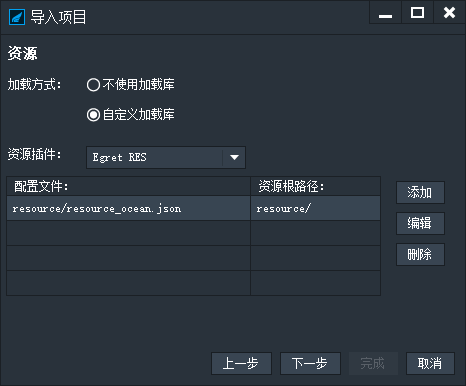 导入项目
资源
加载方式：
不使用加载库
自定义加载库
资源插件：
Egret RES
配置文件： 资源根路径：
resource/resource_ocean.json resource/
添加
编辑
删除
上一步 下一步 完成 取消